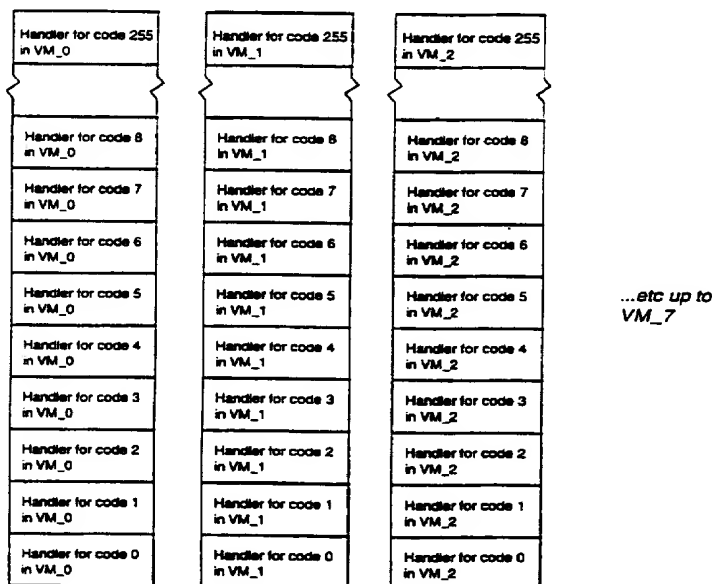 Handler for code 255
in VM_0
Handler for code 8
in VM_0
Handler for code 7
in VM_0
Handler for code 6
in VM_0
Handler for code 5
in VM_0
Handler for code 4
in VM_0
Handler for code 3
in VM_0
Handler for code 2
in VM_0
Handler for code 1
in VM_0
Handler for code 0
in VM_0
Handler for code 255
in VM_1
Handler for code 8
in VM_1
Handler for code 7
in VM_1
Handler for code 6
in VM_1
Handler for code 5
in VM_1
Handler for code 4
in VM_1
Handler for code 3
in VM_1
Handler for code 2
in VM_1
Handler for code 1
in VM_1
Handler for code 0
in VM_1
Handler for code 255
in VM_2
Handler for code 8
in VM_2
Handler for code 7
in VM_2
Handler for code 6
in VM_2
Handler for code 5
in VM_2
Handler for code 4
in VM_2
Handler for code 3
in VM_2
Handler for code 2
in VM_2
Handler for code 1
in VM_2
Handler for code 0
in VM_2
...etc up to
VM_7